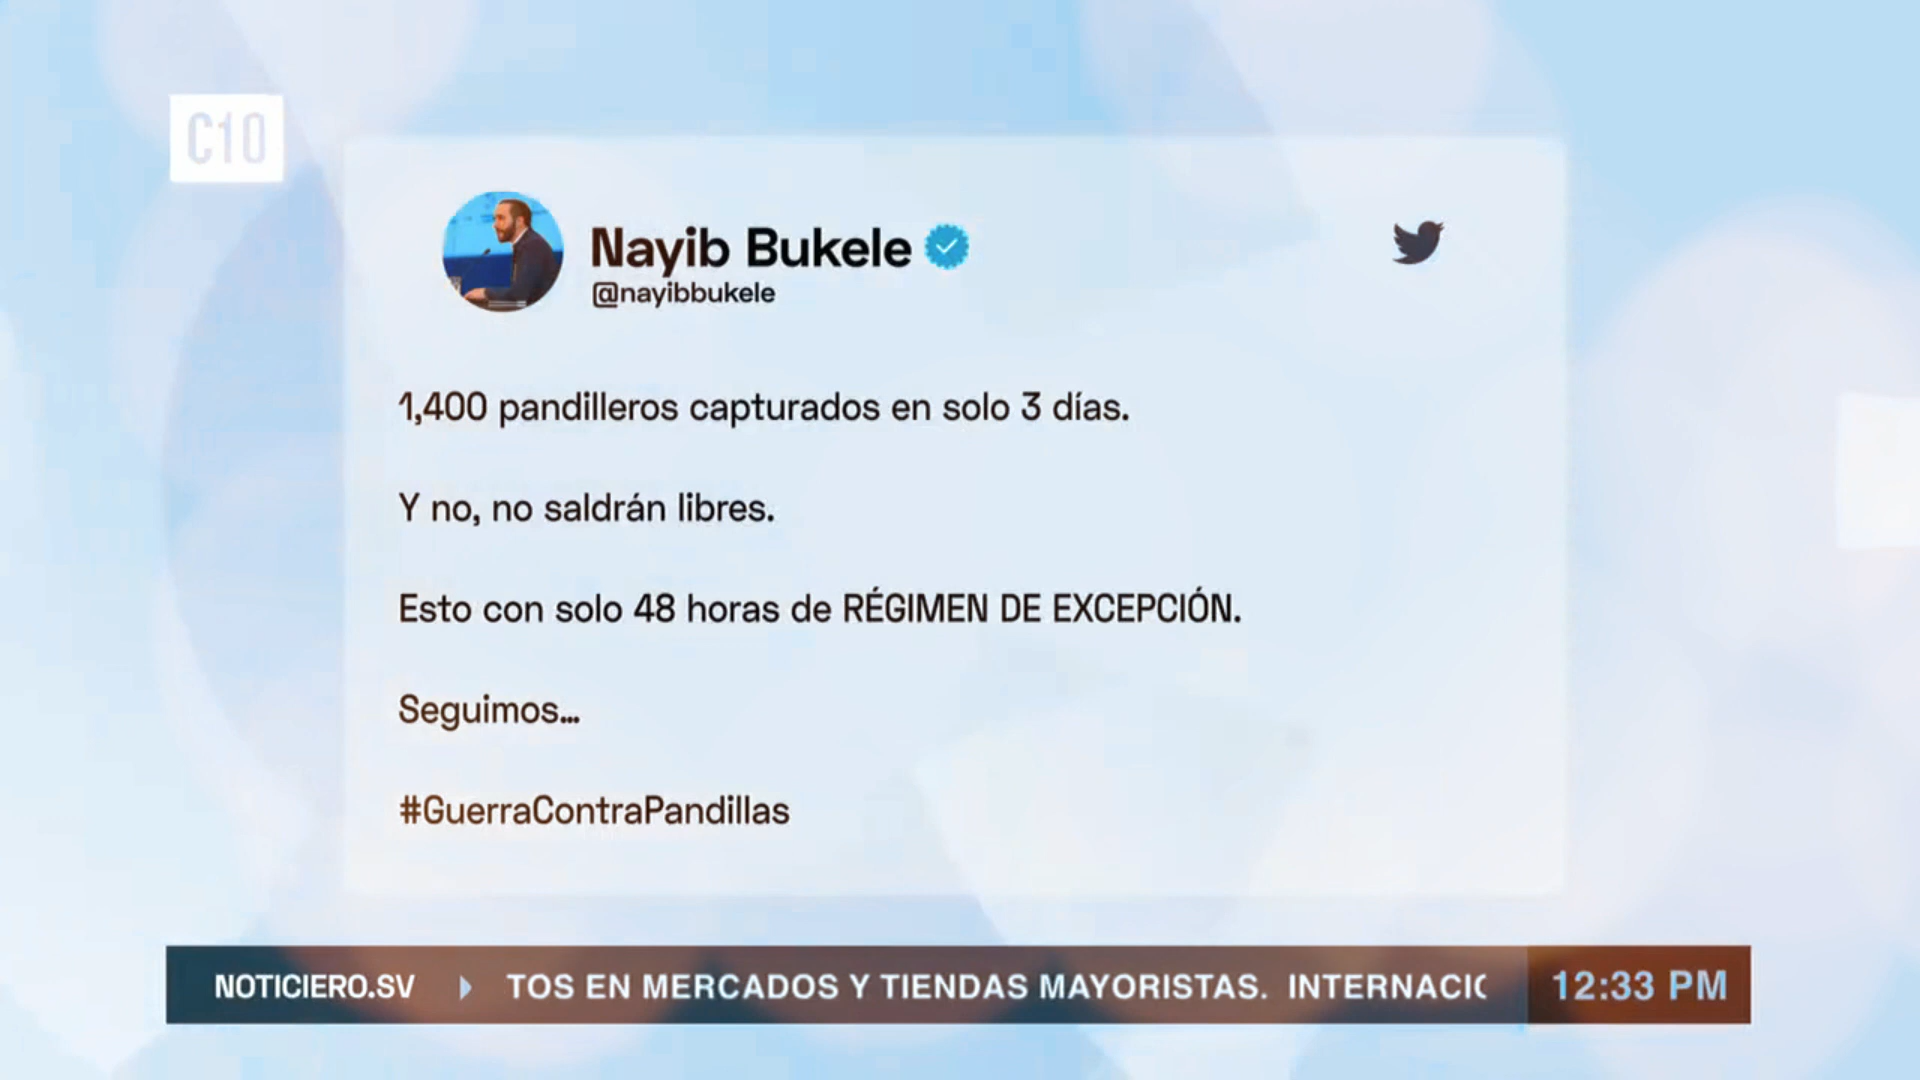 C10
Nayib Bukele
@nayibbukele
1,400 pandilleros capturados en solo 3 días.
Y no, no saldrán libres.
Esto con solo 48 horas de RÉGIMEN DE EXCEPCIÓN.
Seguimos...
#GuerraContraPandillas
NOTICIERO.SV TOS EN MERCADOS Y TIENDAS MAYORISTAS. INTERNACIO 12:33 PM